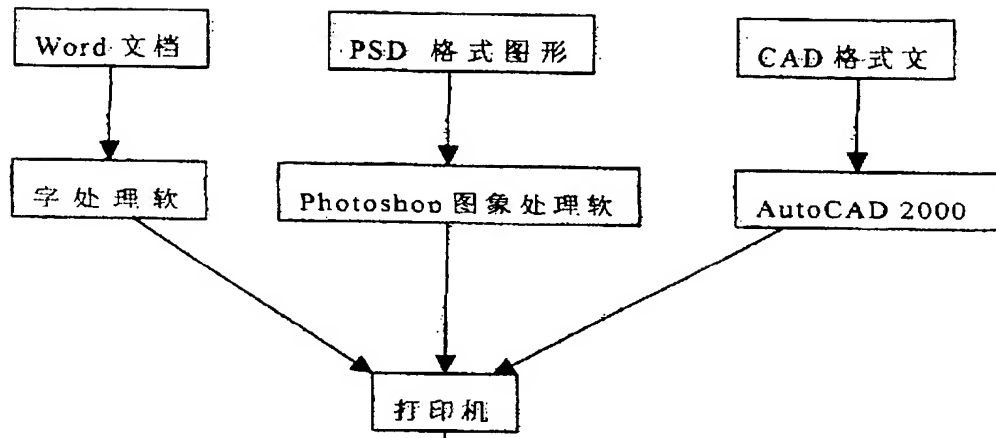 Word 文档
PSD 格式图形
CAD 格式文
字处理软
Photoshop 图象处理软
AutoCAD 2000
打印机